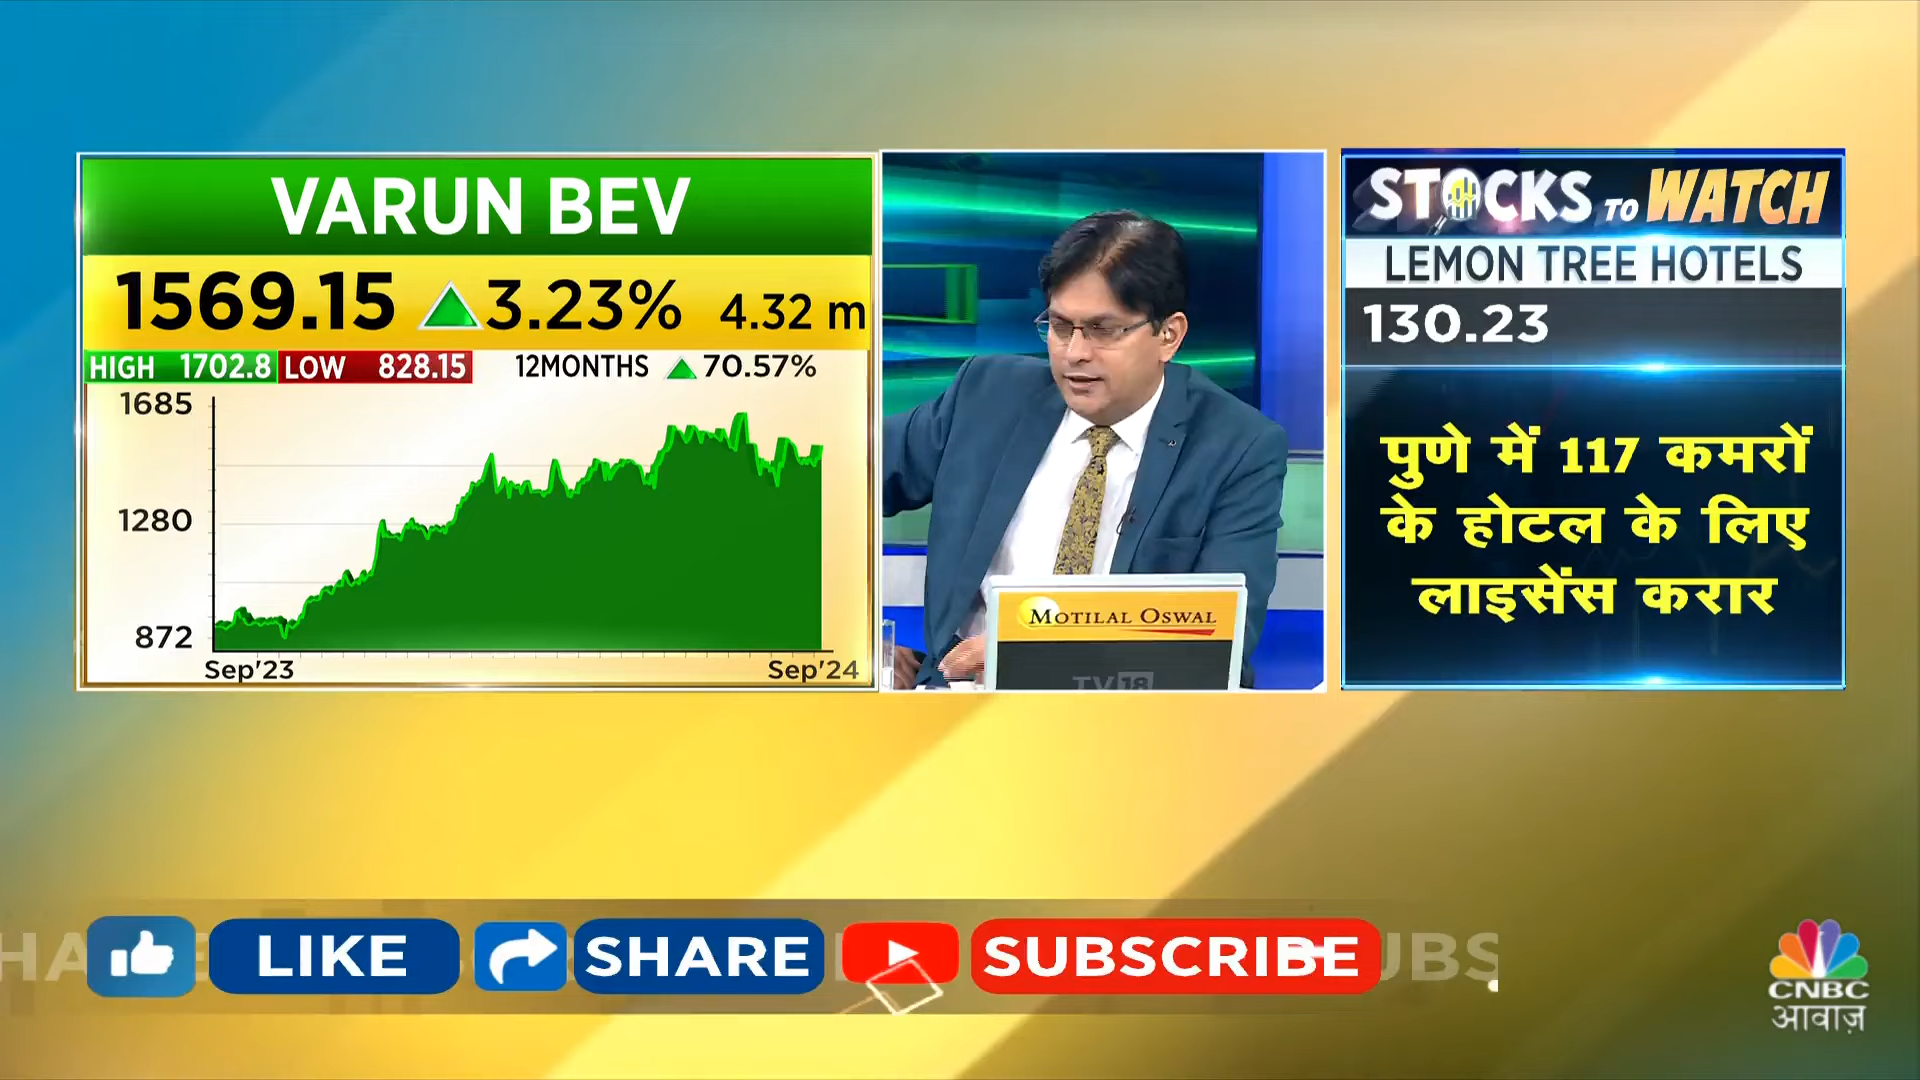 VARUN BEV
1569.15 3.23% 4.32 m
HIGH 1702.8 LOW 828.15 12MONTHS 70.57%
1685
1280
872
Sep'23 Sep'24
MOTILAL OSWAL
TV18
STOCKS TO WATCH
LEMON TREE HOTELS
130.23
पुणे में 117 कमरों
के होटल के लिए
लाइसेंस करार
LIKE SHARE SUBSCRIBE
CNBC
आवाज़